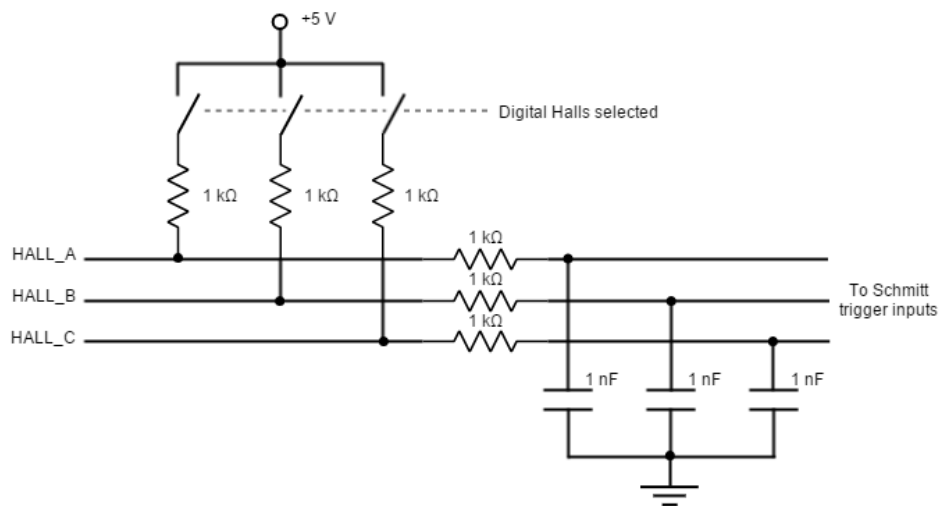 +5 V
Digital Halls selected
1 kΩ
1 kΩ
1 kΩ
HALL_A
1 kΩ
HALL_B
1 kΩ
HALL_C
1 kΩ
To Schmitt
trigger inputs
1 nF
1 nF
1 nF